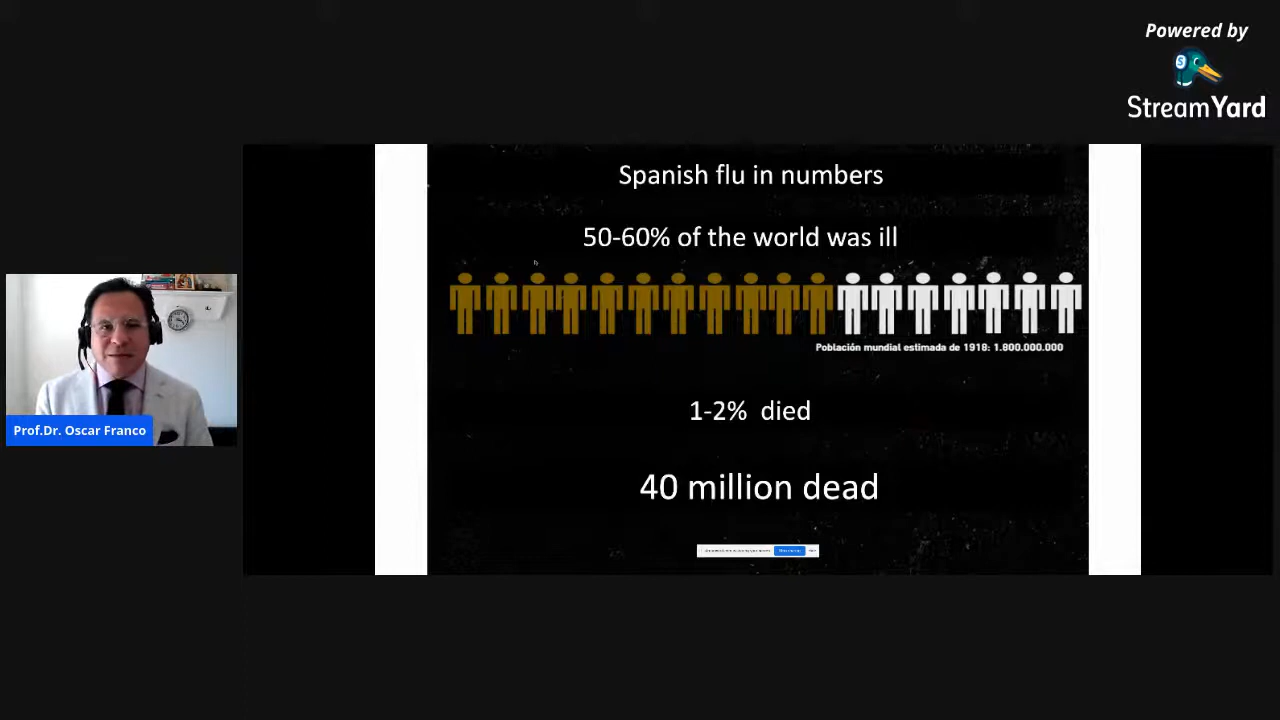 Powered by
StreamYard
Spanish flu in numbers
50-60% of the world was ill
Población mundial estimada de 1918: 1.800.000.000
1-2% died
40 million dead
Prof.Dr. Oscar Franco